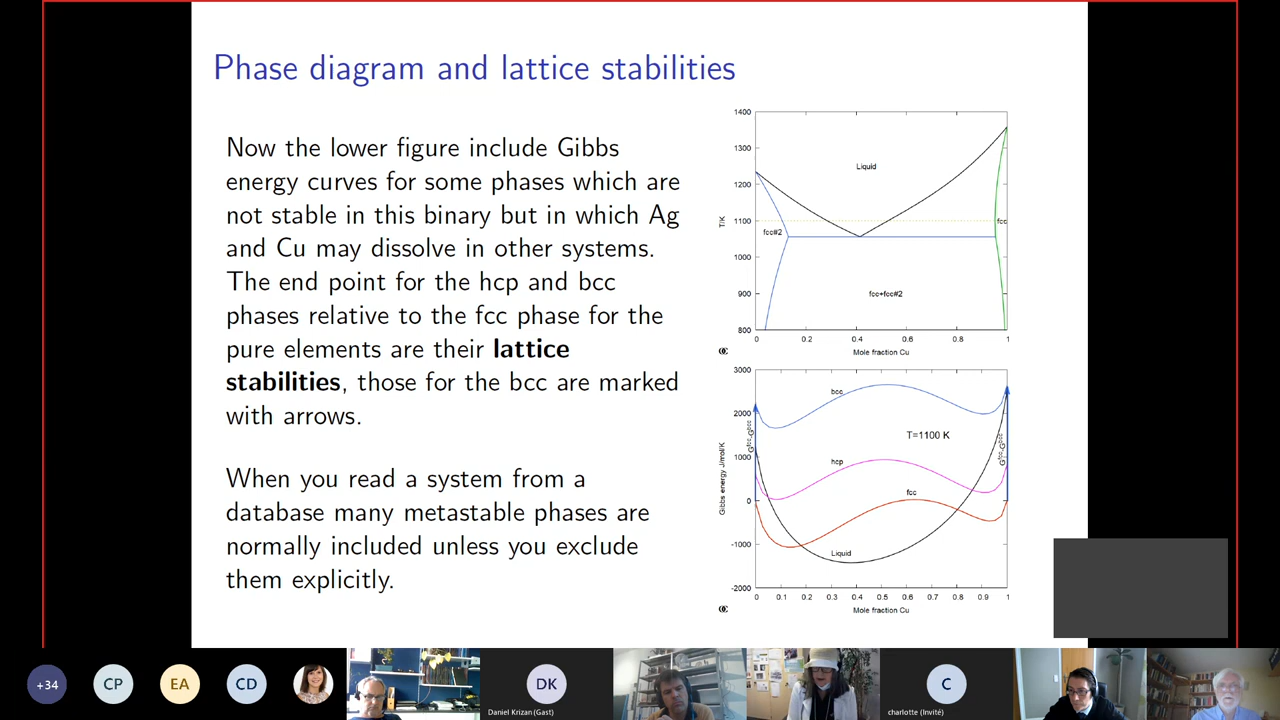 Phase diagram and lattice stabilities
Now the lower figure include Gibbs
energy curves for some phases which are
not stable in this binary but in which Ag
and Cu may dissolve in other systems.
The end point for the hcp and bcc
phases relative to the fcc phase for the
pure elements are their lattice
stabilities, those for the bcc are marked
with arrows.
When you read a system from a
database many metastable phases are
normally included unless you exclude
them explicitly.
1400
1300
1200
1100
1000
900
800
T/K
Liquid
fcc#2
fcc
fcc+fcc#2
0 0.2 0.4 0.6 0.8 1
Mole fraction Cu
3000
2000
1000
0
-1000
-2000
Gibbs energy J/mol/K
bcc
T=1100 K
hcp
fcc
Liquid
0 0.1 0.2 0.3 0.4 0.5 0.6 0.7 0.8 0.9 1
Mole fraction Cu
+34
CP
EA
CD
DK
Daniel Krizan (Gast)
C
charlotte (Invité)